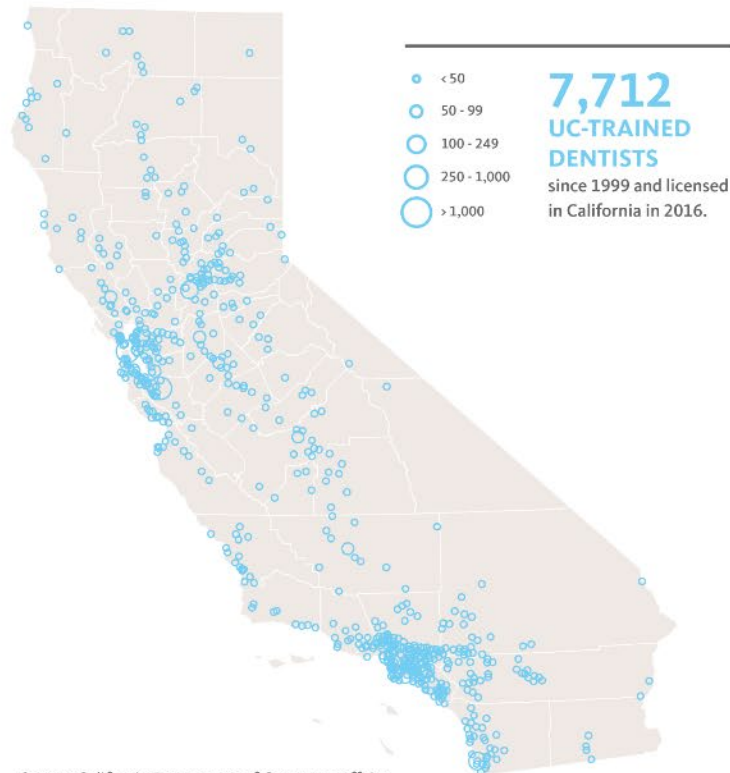 < 50
50 - 99
100 - 249
250 - 1,000
> 1,000
7,712
UC-TRAINED
DENTISTS
since 1999 and licensed
in California in 2016.